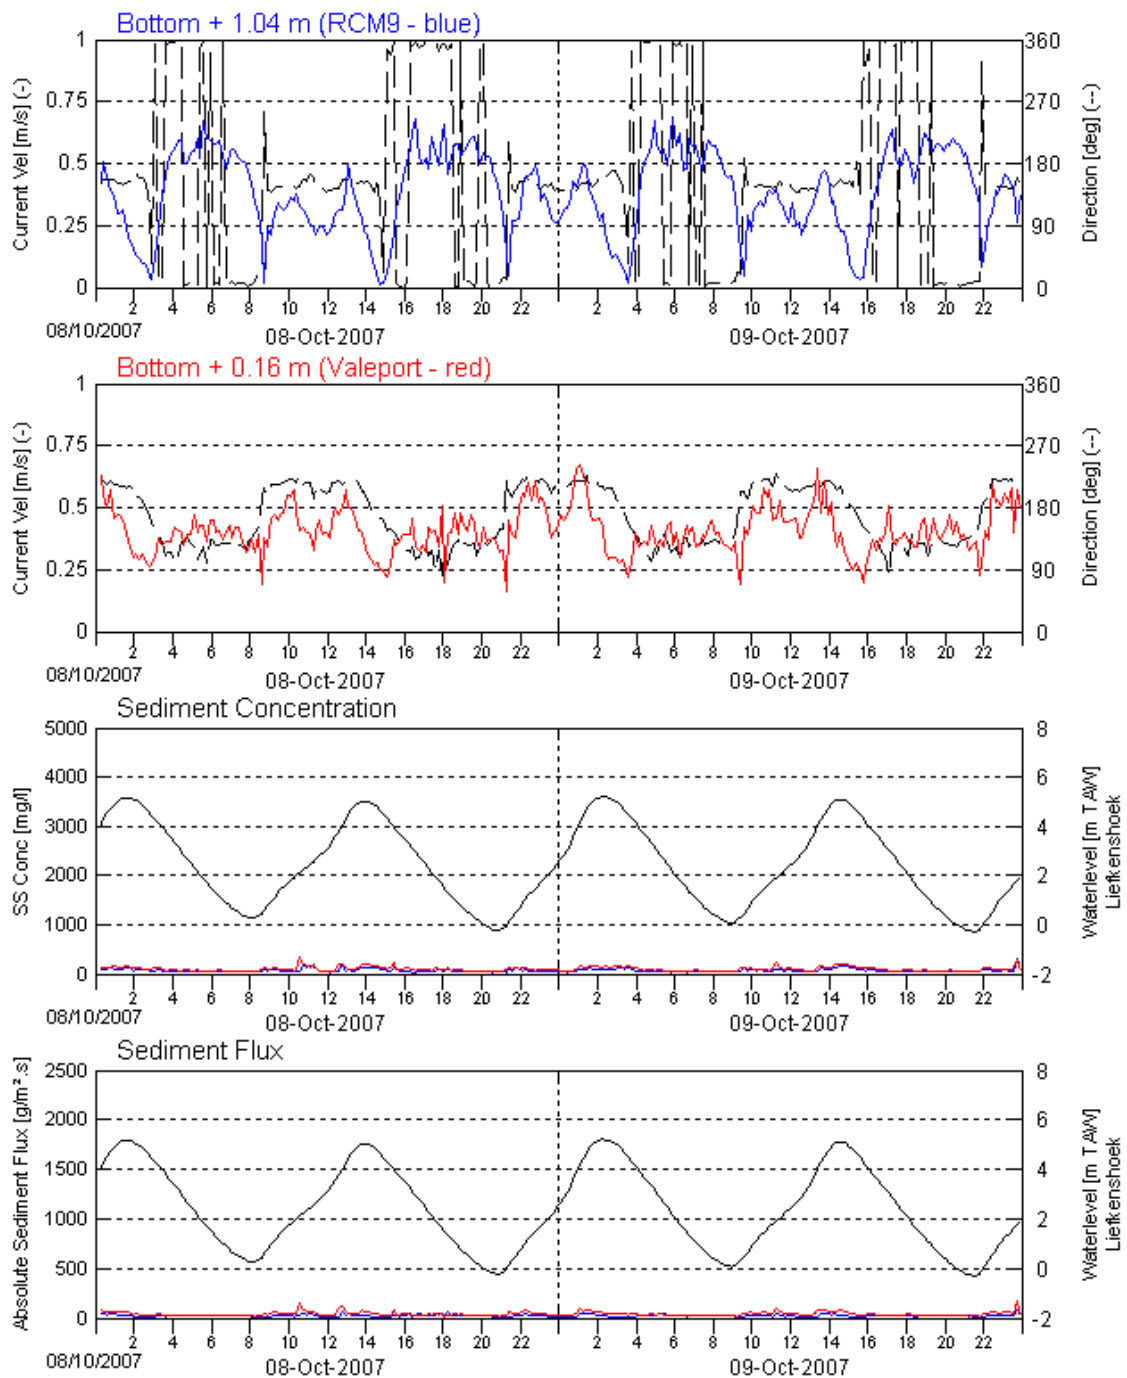 Bottom + 1.04 m (RCM9 - blue)
Current Vel [m/s] (-)
1
0.75
0.5
0.25
0
360
270
180
90
0
Direction [deg] (--)
2 4 6 8 10 12 14 16 18 20 22 2 4 6 8 10 12 14 16 18 20 22
08/10/2007 08-Oct-2007 09-Oct-2007
Bottom + 0.16 m (Valeport - red)
Current Vel [m/s] (-)
1
0.75
0.5
0.25
0
360
270
180
90
0
Direction [deg] (--)
2 4 6 8 10 12 14 16 18 20 22 2 4 6 8 10 12 14 16 18 20 22
08/10/2007 08-Oct-2007 09-Oct-2007
Sediment Concentration
SS Conc [mg/l]
5000
4000
3000
2000
1000
0
8
6
4
2
0
-2
Waterlevel [m TAW]
Liefkenshoek
2 4 6 8 10 12 14 16 18 20 22 2 4 6 8 10 12 14 16 18 20 22
08/10/2007 08-Oct-2007 09-Oct-2007
Sediment Flux
Absolute Sediment Flux [g/m².s]
2500
2000
1500
1000
500
0
8
6
4
2
0
-2
Waterlevel [m TAW]
Liefkenshoek
2 4 6 8 10 12 14 16 18 20 22 2 4 6 8 10 12 14 16 18 20 22
08/10/2007 08-Oct-2007 09-Oct-2007